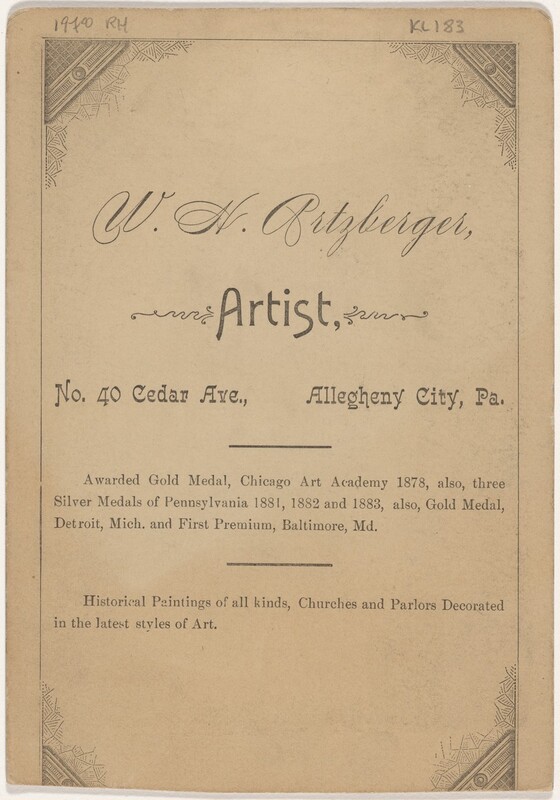 1970 RH KL183
W. N. Artzberger,
Artist,
No. 40 Cedar Ave., Allegheny City, Pa.
Awarded Gold Medal, Chicago Art Academy 1878, also, three
Silver Medals of Pennsylvania 1881, 1882 and 1883, also, Gold Medal,
Detroit, Mich. and First Premium, Baltimore, Md.
Historical Paintings of all kinds, Churches and Parlors Decorated
in the latest styles of Art.